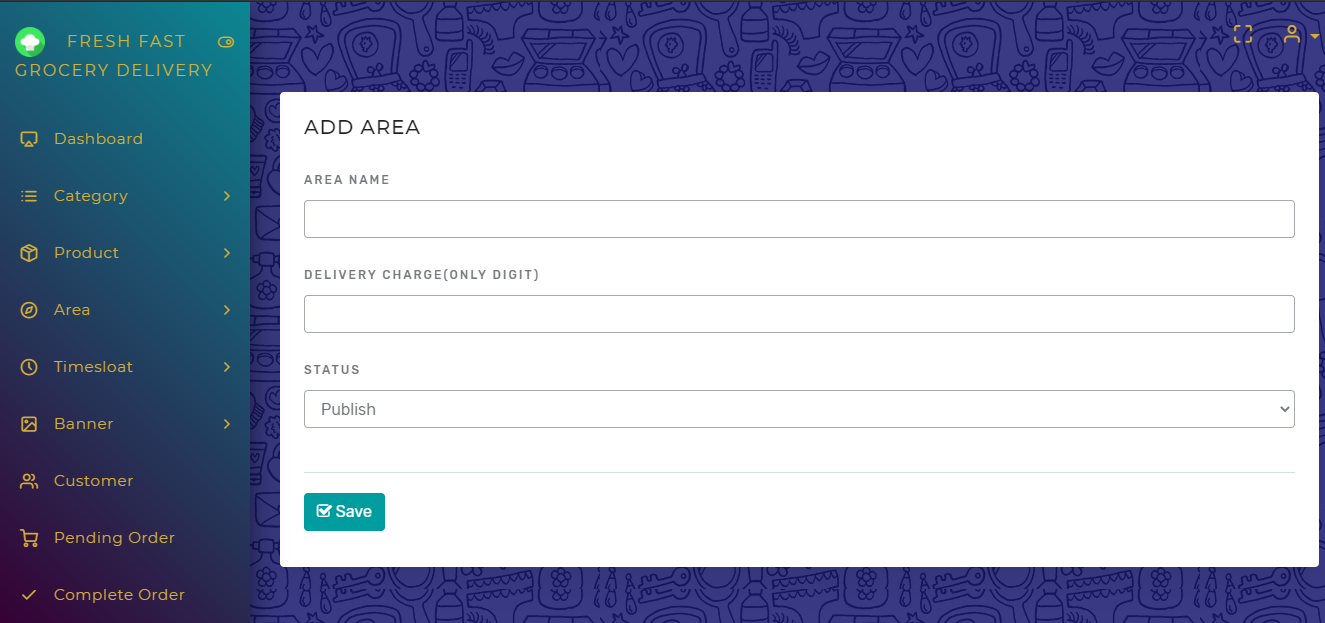 FRESH FAST
GROCERY DELIVERY
Dashboard
Category
Product
Area
Timesloat
Banner
Customer
Pending Order
Complete Order
ADD AREA
AREA NAME
DELIVERY CHARGE(ONLY DIGIT)
STATUS
Publish
Save